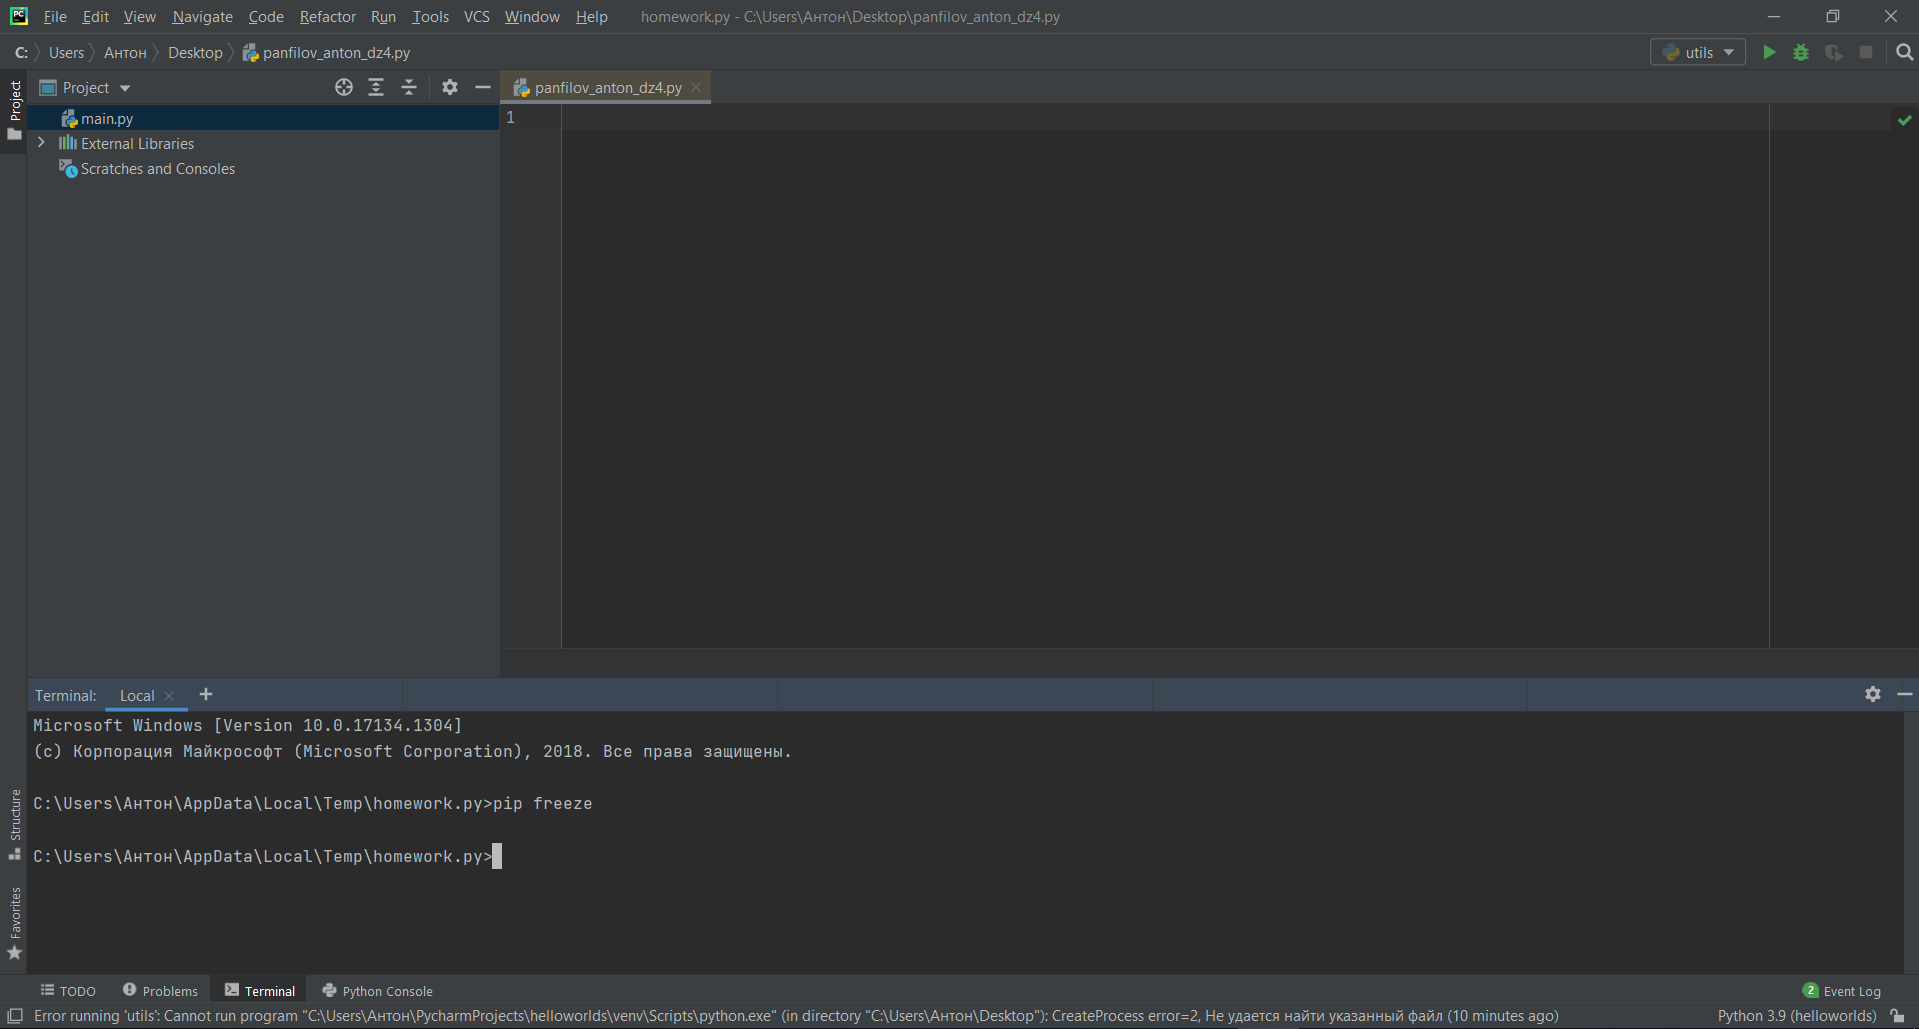 PC File Edit View Navigate Code Refactor Run Tools VCS Window Help homework.py - C:\Users\Антон\Desktop\panfilov_anton_dz4.py
C: Users Антон Desktop panfilov_anton_dz4.py utils
Project
Project
panfilov_anton_dz4.py
main.py
External Libraries
Scratches and Consoles
1
Terminal: Local
Microsoft Windows [Version 10.0.17134.1304]
(c) Корпорация Майкрософт (Microsoft Corporation), 2018. Все права защищены.
C:\Users\Антон\AppData\Local\Temp\homework.py>pip freeze
C:\Users\Антон\AppData\Local\Temp\homework.py>
Structure
Favorites
TODO Problems Terminal Python Console 2 Event Log
Error running 'utils': Cannot run program "C:\Users\Антон\PycharmProjects\helloworlds\venv\Scripts\python.exe" (in directory "C:\Users\Антон\Desktop"): CreateProcess error=2, Не удается найти указанный файл (10 minutes ago) Python 3.9 (helloworlds)